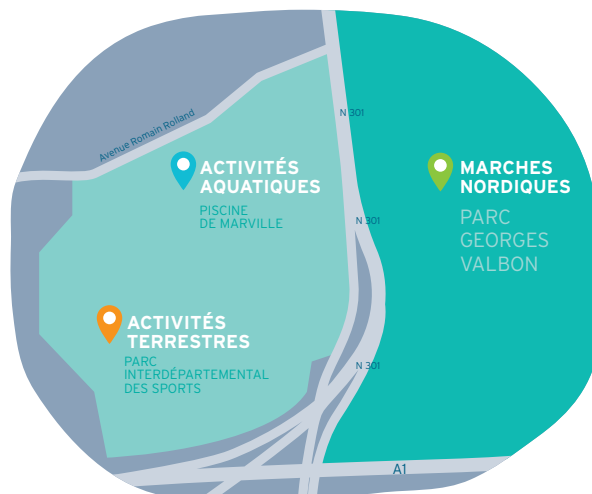 N 301
Avenue Romain Rolland
ACTIVITÉS
AQUATIQUES
PISCINE
DE MARVILLE
MARCHES
NORDIQUES
PARC
GEORGES
VALBON
N 301
ACTIVITÉS
TERRESTRES
PARC
INTERDÉPARTEMENTAL
DES SPORTS
N 301
A1